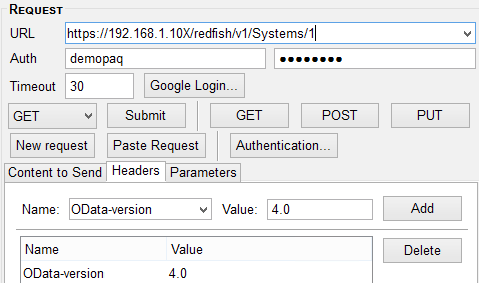 REQUEST
URL https://192.168.1.10X/redfish/v1/Systems/1
Auth demopaq ●●●●●●●●
Timeout 30 Google Login...
GET Submit GET POST PUT
New request Paste Request Authentication...
Content to Send Headers Parameters
Name: OData-version Value: 4.0 Add
Name Value Delete
OData-version 4.0